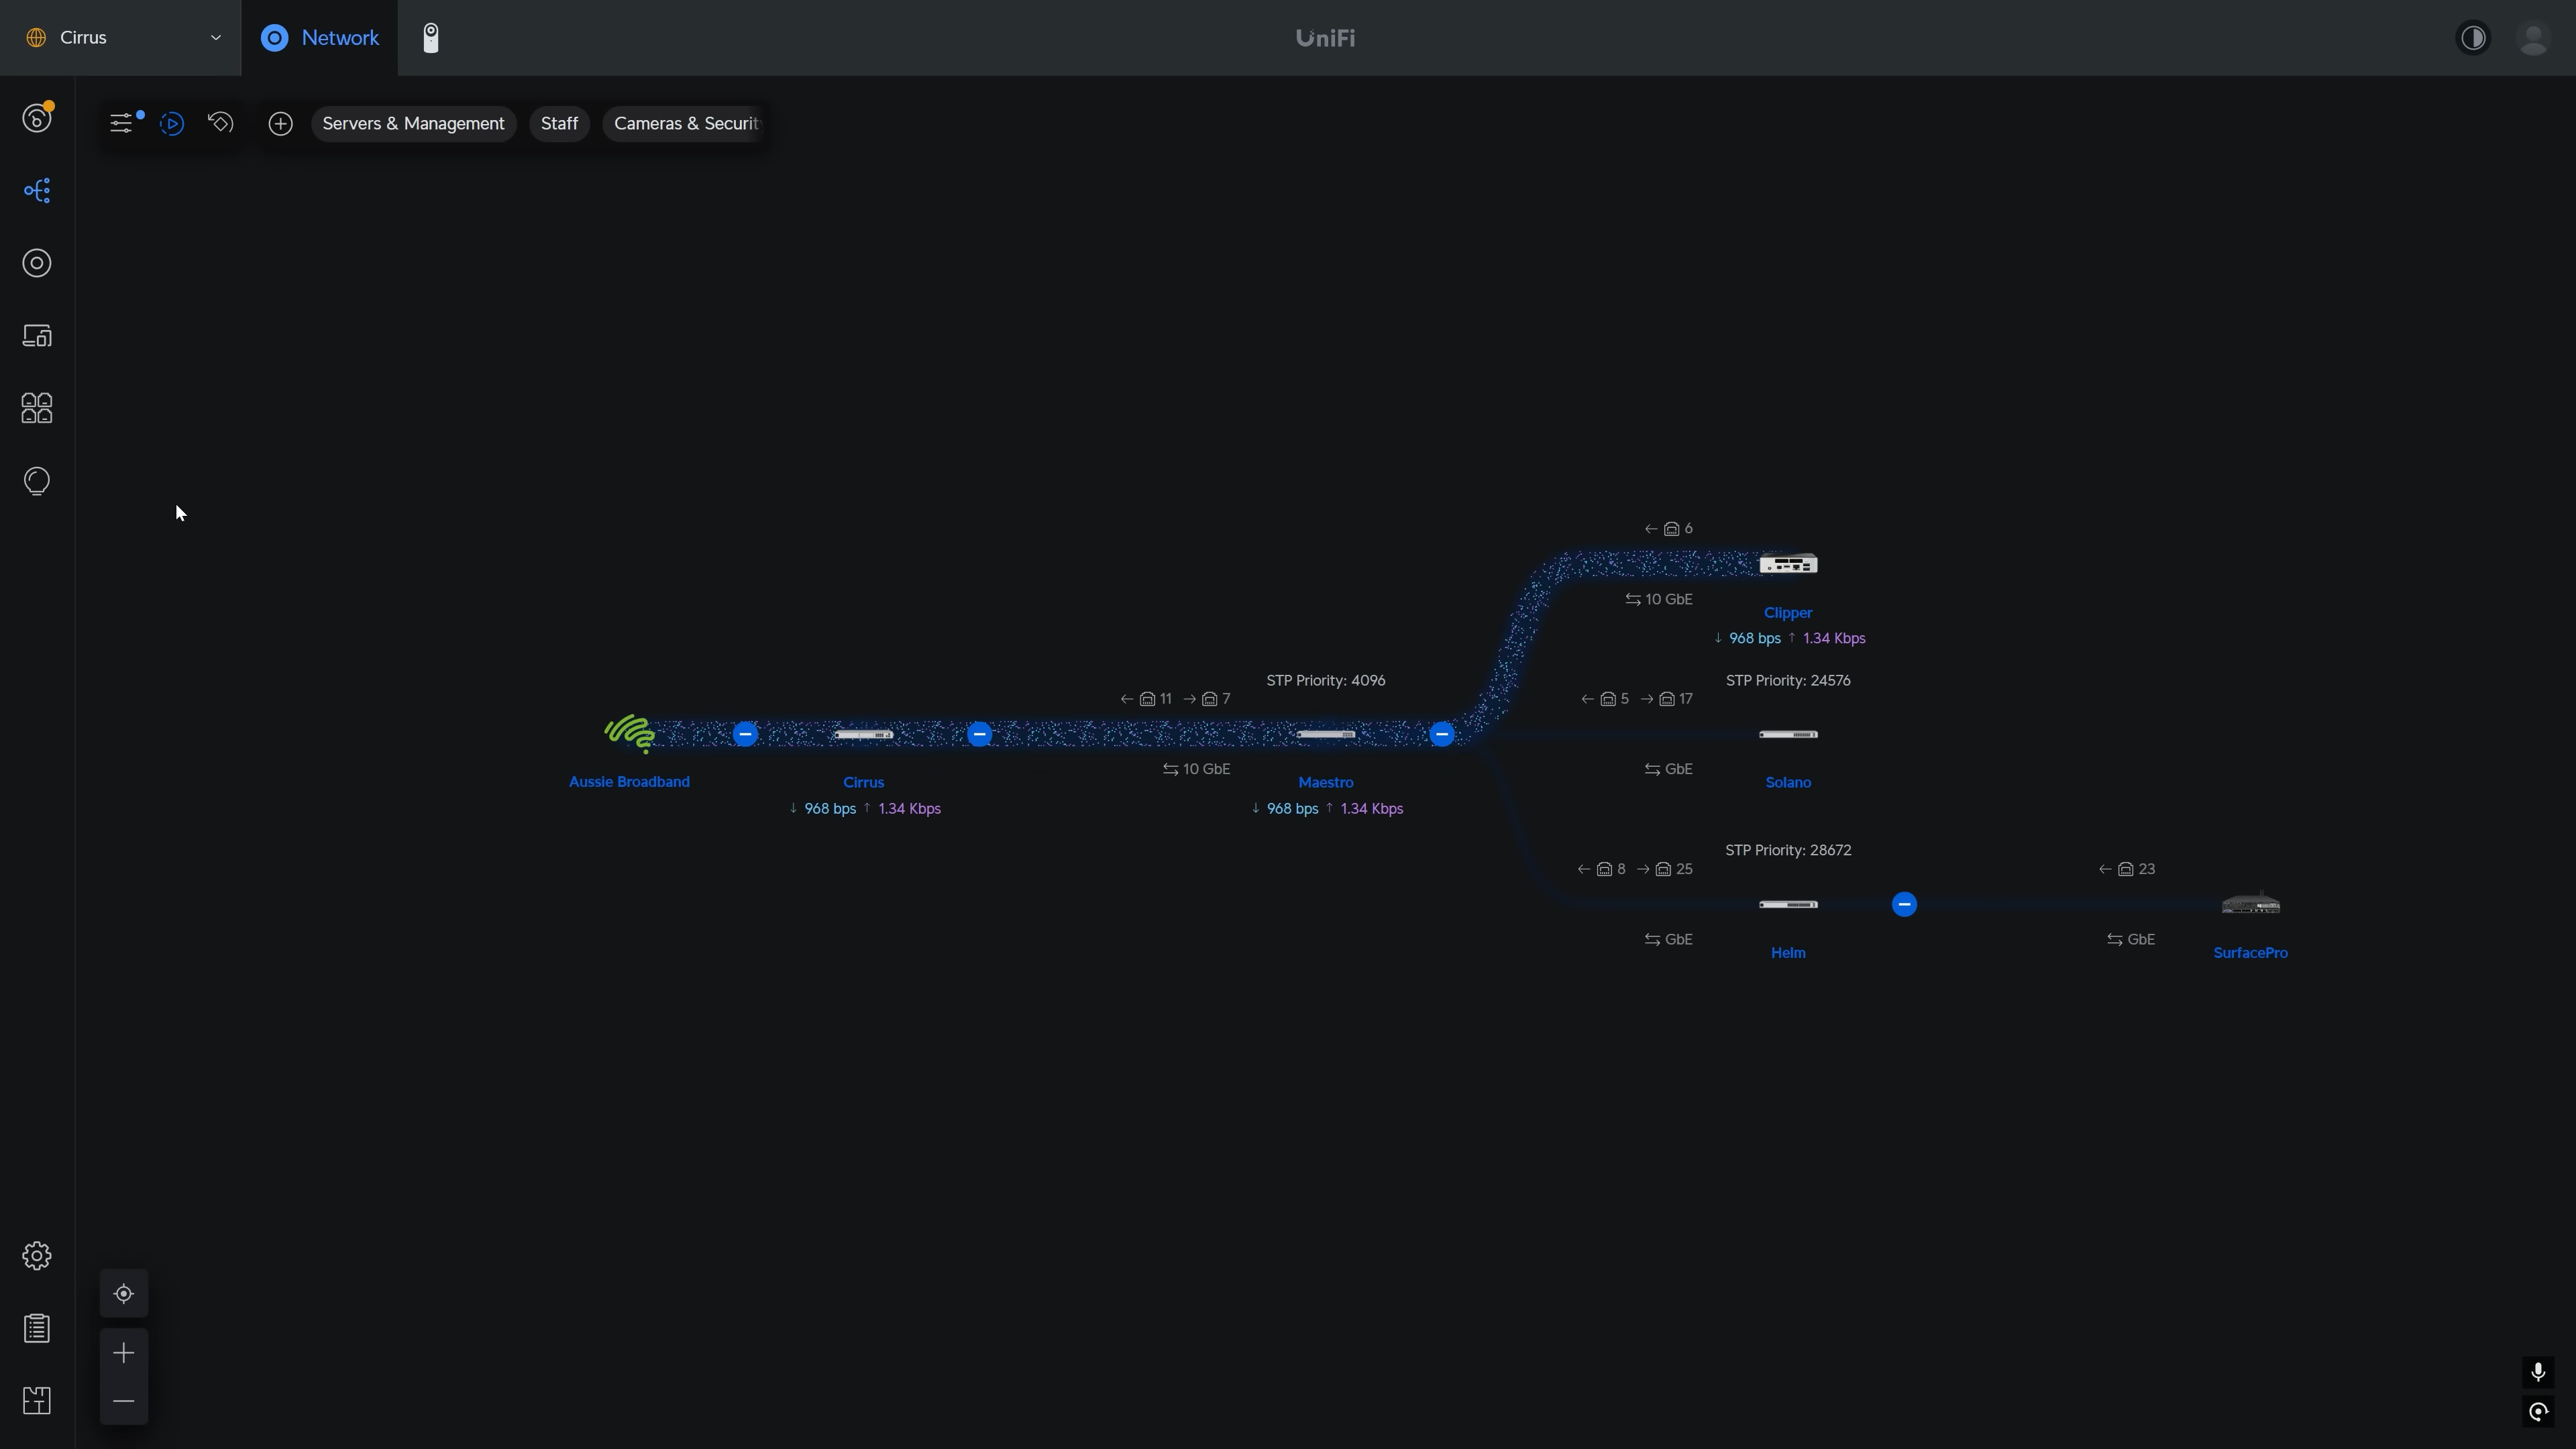 Cirrus
Network
UniFi
Servers & Management
Staff
Cameras & Securit
← 6
10 GbE
Clipper
↓ 968 bps ↑ 1.34 Kbps
STP Priority: 4096
STP Priority: 24576
← 11 → 7
← 5 → 17
10 GbE
GbE
Aussie Broadband
Cirrus
Maestro
Solano
↓ 968 bps ↑ 1.34 Kbps
↓ 968 bps ↑ 1.34 Kbps
STP Priority: 28672
← 8 → 25
← 23
GbE
GbE
Helm
SurfacePro